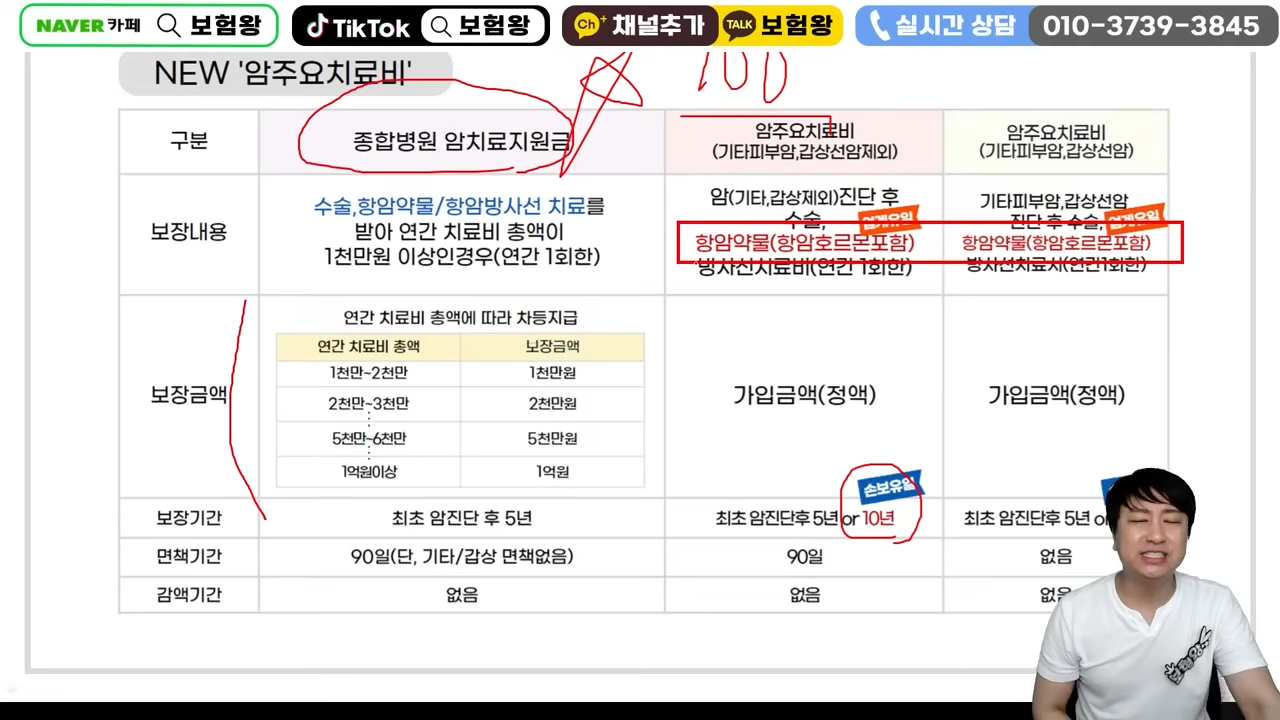 NAVER 카페 보험왕 TikTok 보험왕 Ch+ 채널추가 TALK 보험왕 실시간 상담 010-3739-3845
NEW '암주요치료비'
100
구분
종합병원 암치료지원금
암주요치료비
(기타피부암,갑상선암제외)
암주요치료비
(기타피부암,갑상선암)
보장내용
수술,항암약물/항암방사선 치료를
받아 연간 치료비 총액이
1천만원 이상인경우(연간 1회한)
암(기타,갑상제외)진단 후
수술,
업계유일
항암약물(항암호르몬포함)
방사선치료비(연간 1회한)
기타피부암,갑상선암
진단 후 수술,
업계유일
항암약물(항암호르몬포함)
방사선치료시(연간1회한)
보장금액
연간 치료비 총액에 따라 차등지급
연간 치료비 총액 보장금액
1천만~2천만 1천만원
2천만~3천만 2천만원
5천만~6천만 5천만원
1억원이상 1억원
가입금액(정액)
가입금액(정액)
손보유일
보장기간 최초 암진단 후 5년 최초 암진단후 5년 or 10년 최초 암진단후 5년
면책기간 90일(단, 기타/갑상 면책없음) 90일 없음
감액기간 없음 없음 없음
보험왕